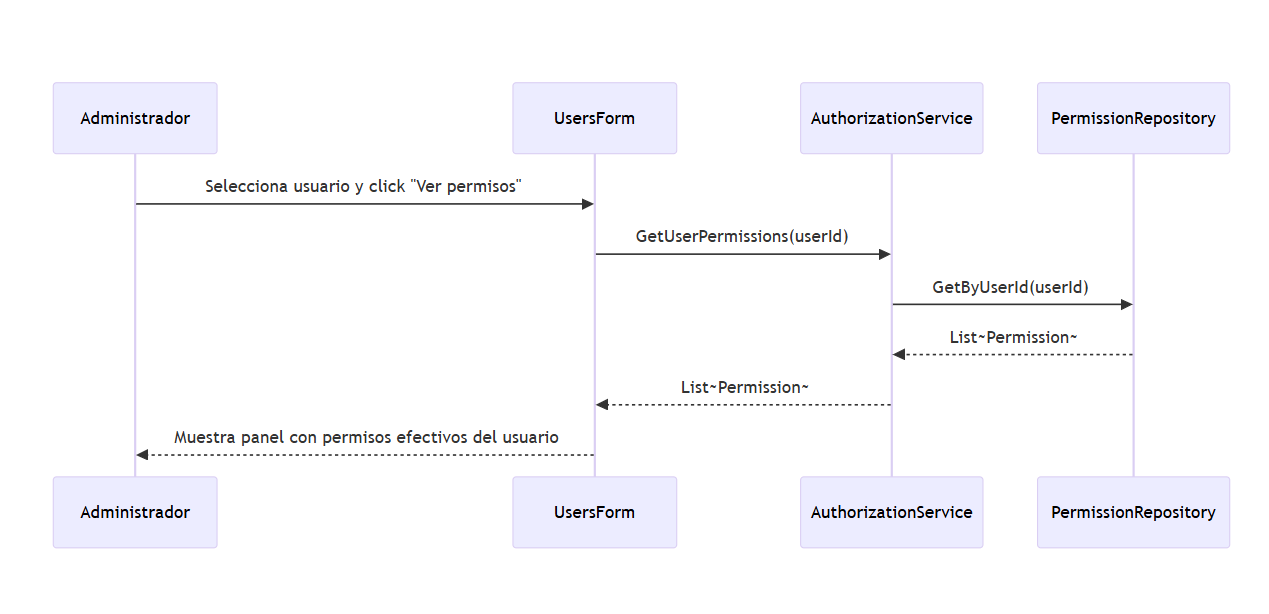 Administrador
UsersForm
AuthorizationService
PermissionRepository
Selecciona usuario y click "Ver permisos"
GetUserPermissions(userId)
GetByUserId(userId)
List~Permission~
List~Permission~
Muestra panel con permisos efectivos del usuario
Administrador
UsersForm
AuthorizationService
PermissionRepository